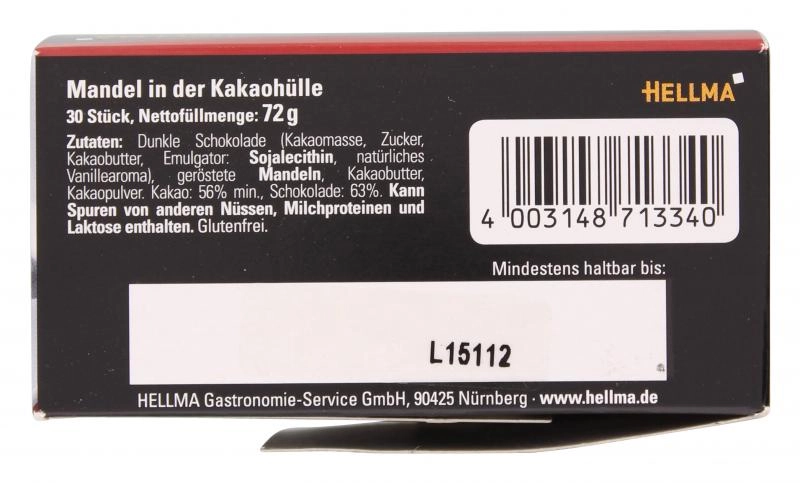 Mandel in der Kakaohülle
HELLMA
30 Stück, Nettofüllmenge: 72 g
Zutaten: Dunkle Schokolade (Kakaomasse, Zucker,
Kakaobutter, Emulgator: Sojalecithin, natürliches
Vanillearoma), geröstete Mandeln, Kakaobutter,
Kakaopulver. Kakao: 56% min., Schokolade: 63%. Kann
Spuren von anderen Nüssen, Milchproteinen und
Laktose enthalten. Glutenfrei.
4 003148 713340
Mindestens haltbar bis:
L15112
HELLMA Gastronomie-Service GmbH, 90425 Nürnberg · www.hellma.de